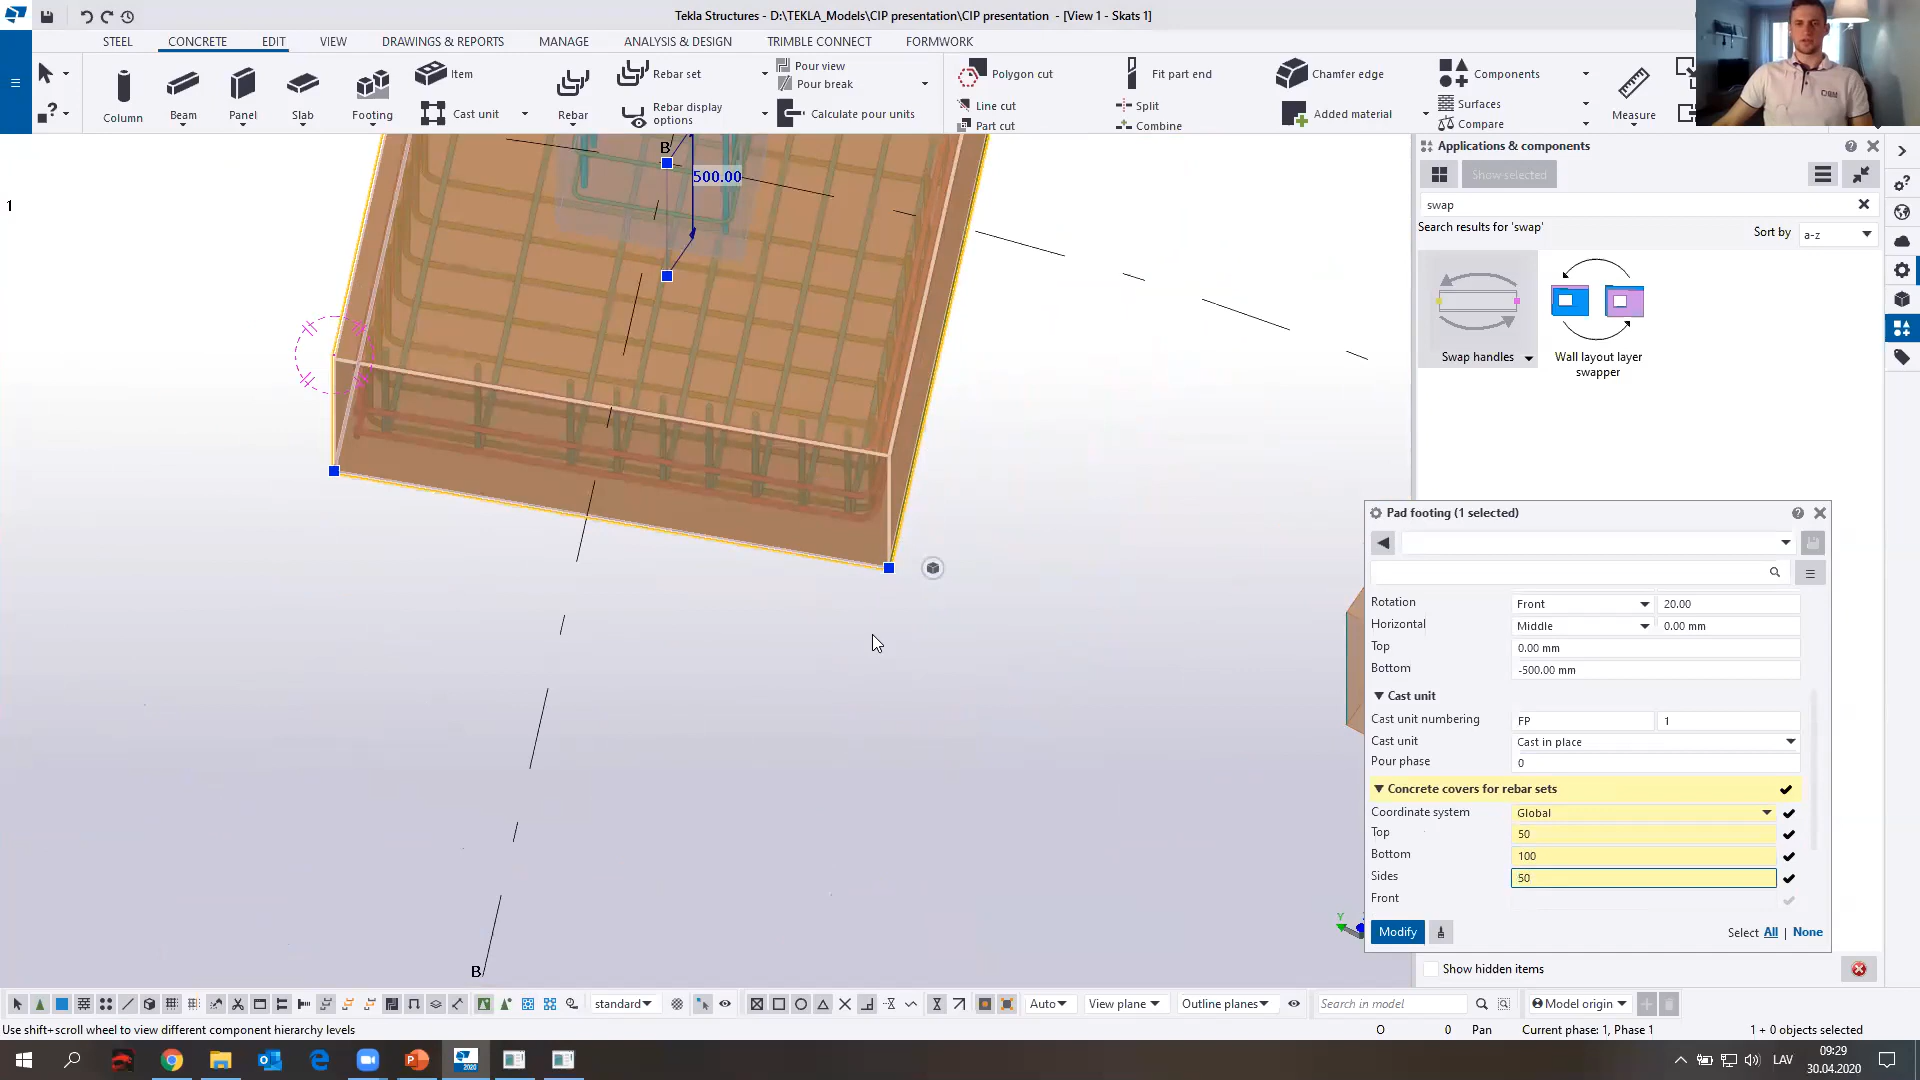 Tekla Structures - D:\TEKLA_Models\CIP presentation\CIP presentation - [View 1 - Skats 1]
STEEL CONCRETE EDIT VIEW DRAWINGS & REPORTS MANAGE ANALYSIS & DESIGN TRIMBLE CONNECT FORMWORK
Column
Beam
Panel
Slab
Footing
Item
Cast unit
Rebar
Rebar set
Rebar display options
Pour view
Pour break
Calculate pour units
Polygon cut
Line cut
Part cut
Fit part end
Split
Combine
Chamfer edge
Added material
Components
Surfaces
Compare
Measure
B
500.00
1
Applications & components
Show selected
swap
Search results for 'swap'
Sort by a-z
Swap handles
Wall layout layer
swapper
Pad footing (1 selected)
Rotation Front 20.00
Horizontal Middle 0.00 mm
Top 0.00 mm
Bottom -500.00 mm
Cast unit
Cast unit numbering FP 1
Cast unit Cast in place
Pour phase 0
Concrete covers for rebar sets
Coordinate system Global
Top 50
Bottom 100
Sides 50
Front
Modify Select All | None
Y
B
Show hidden items
standard Auto View plane Outline planes Search in model Model origin
Use shift+scroll wheel to view different component hierarchy levels O 0 Pan Current phase: 1, Phase 1 1 + 0 objects selected
2020
LAV
09:29
30.04.2020